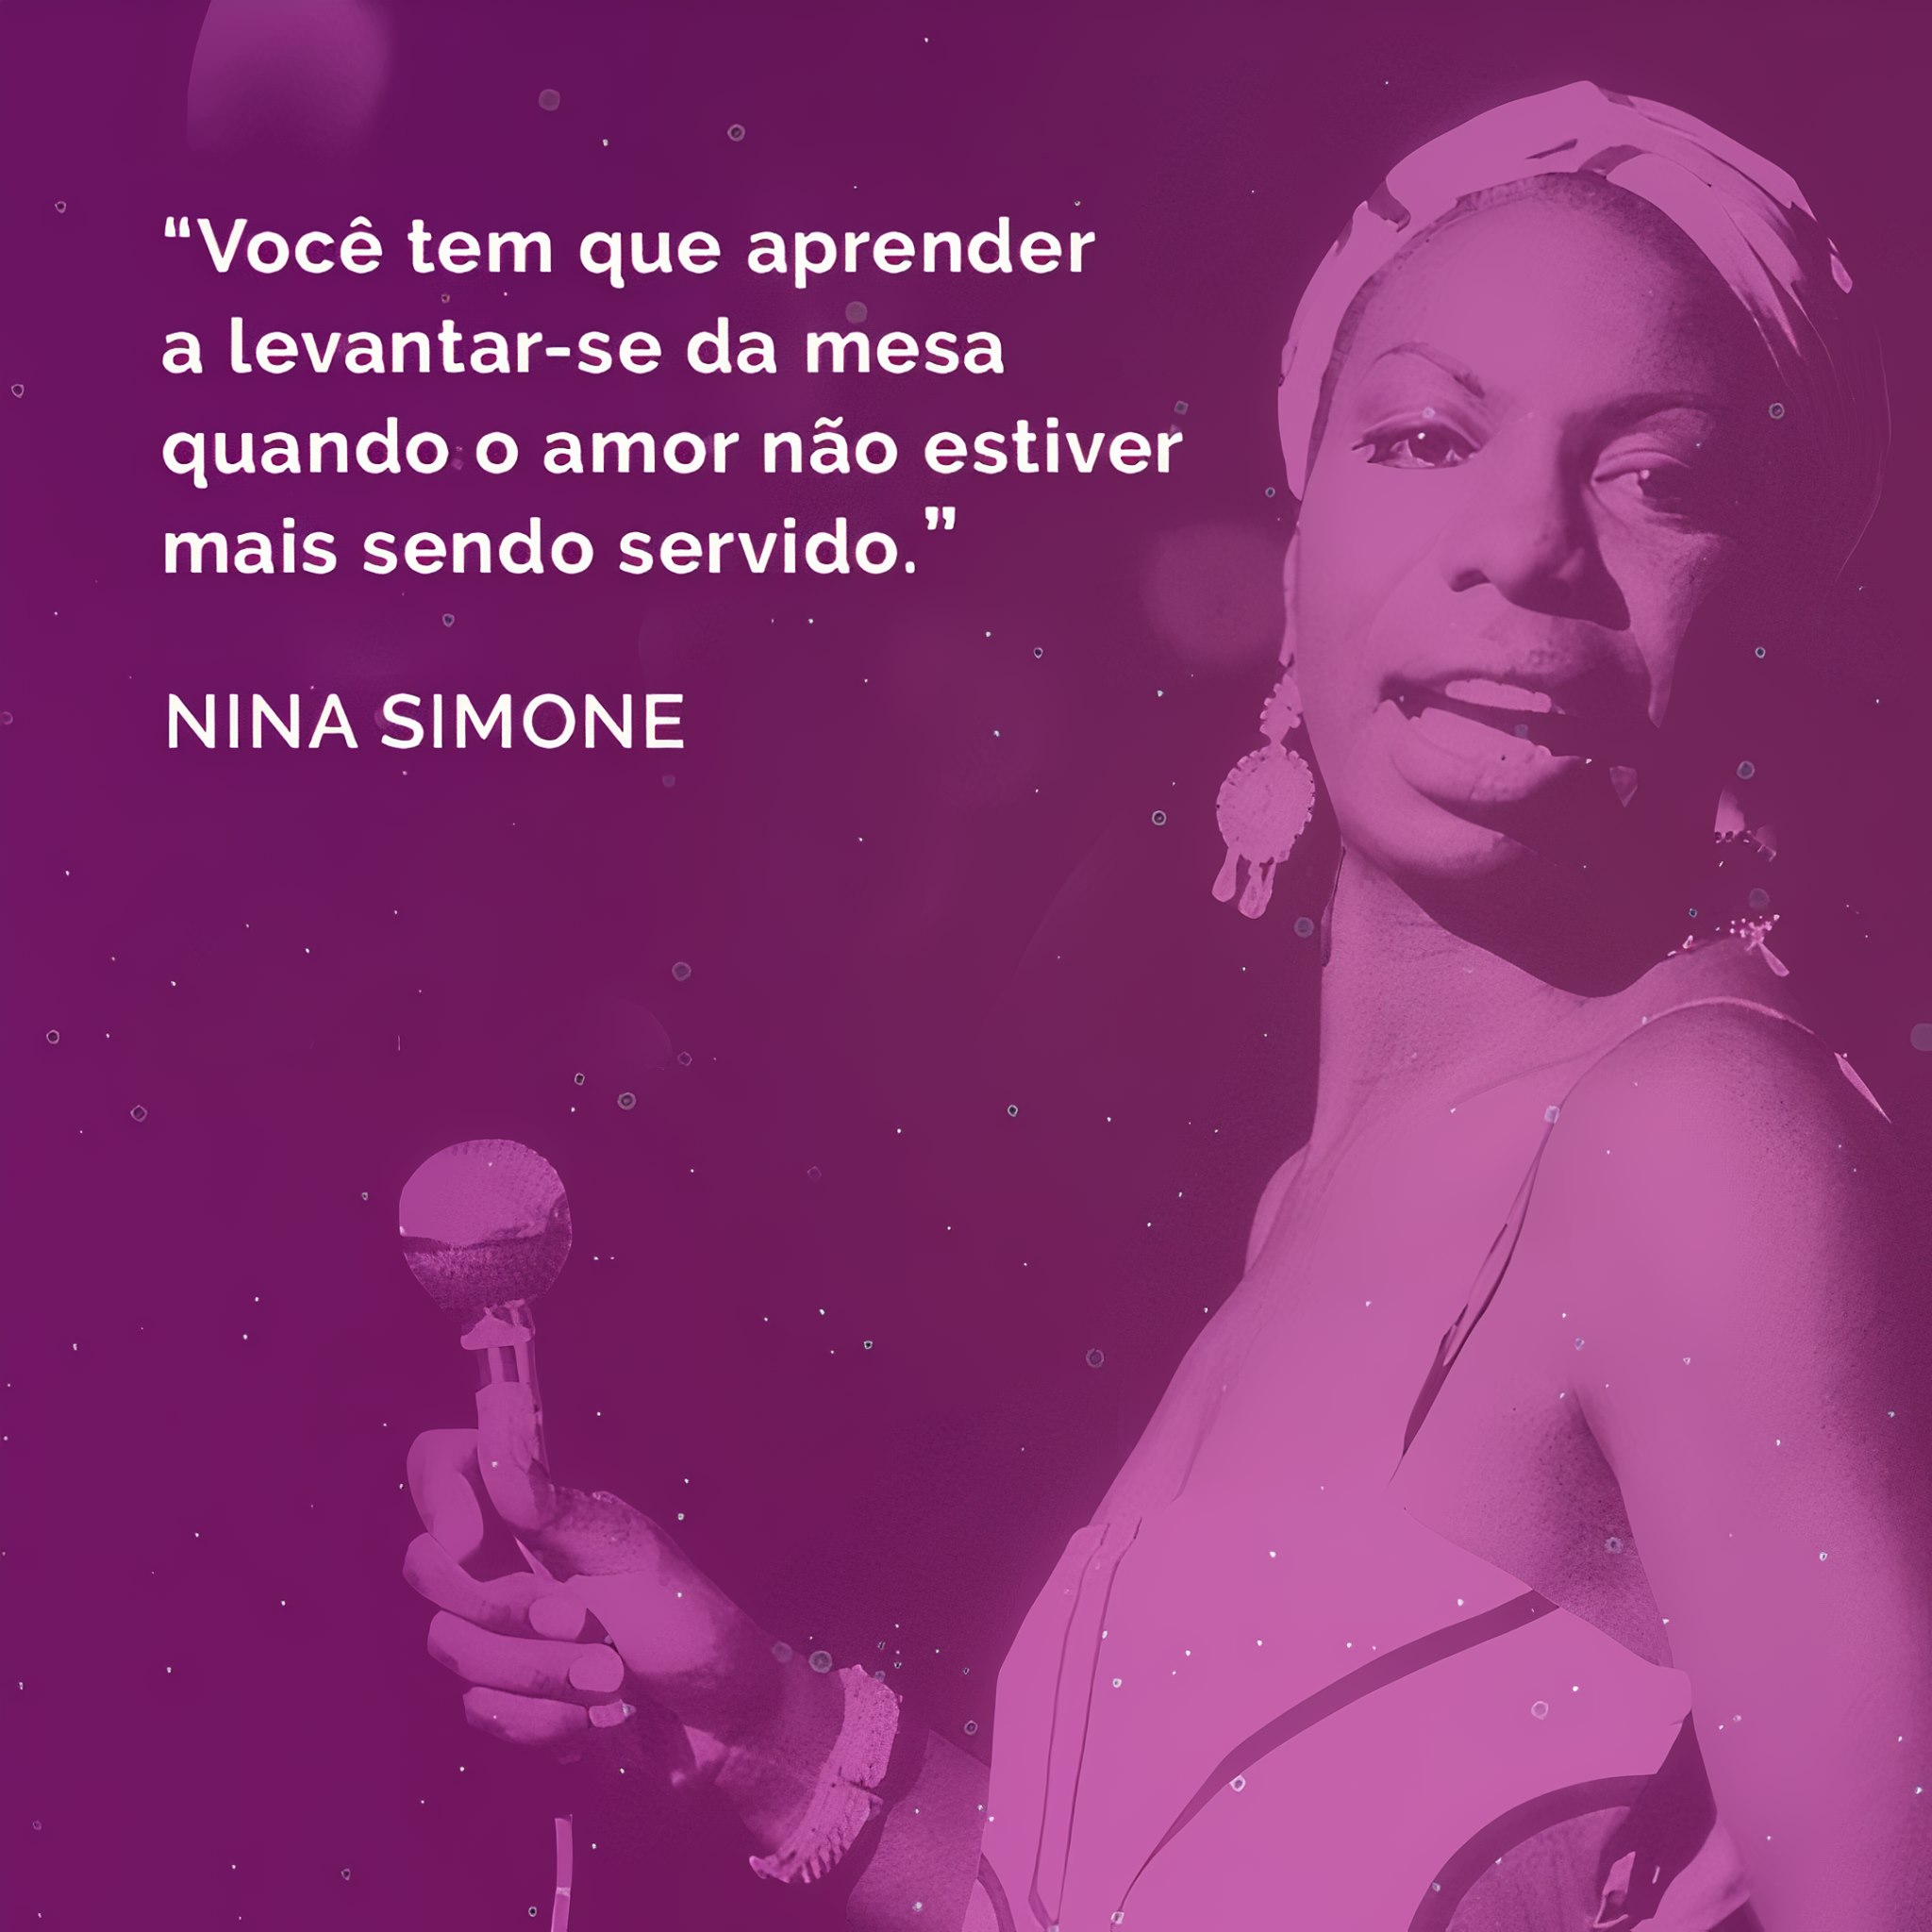 “Você tem que aprender
a levantar-se da mesa
quando o amor não estiver
mais sendo servido.”
NINA SIMONE